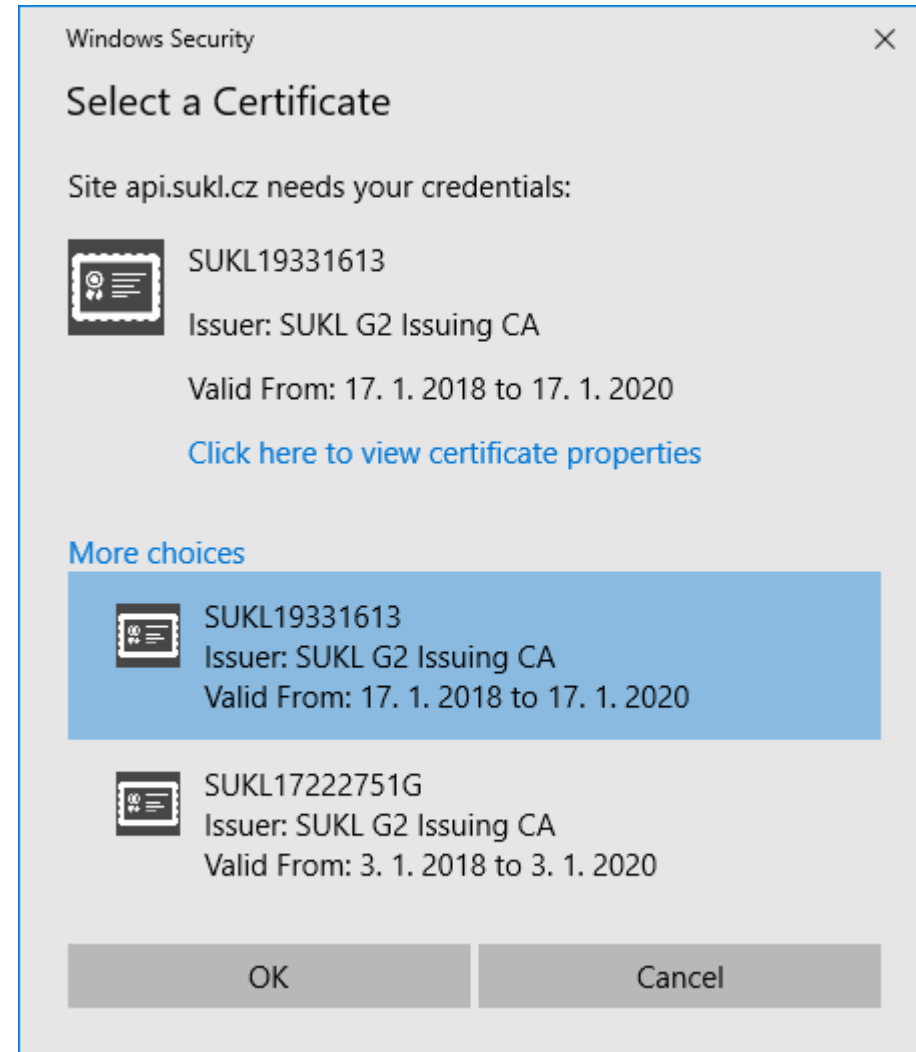 Windows Security
Select a Certificate
Site api.sukl.cz needs your credentials:
SUKL19331613
Issuer: SUKL G2 Issuing CA
Valid From: 17. 1. 2018 to 17. 1. 2020
Click here to view certificate properties
More choices
SUKL19331613
Issuer: SUKL G2 Issuing CA
Valid From: 17. 1. 2018 to 17. 1. 2020
SUKL17222751G
Issuer: SUKL G2 Issuing CA
Valid From: 3. 1. 2018 to 3. 1. 2020
OK Cancel